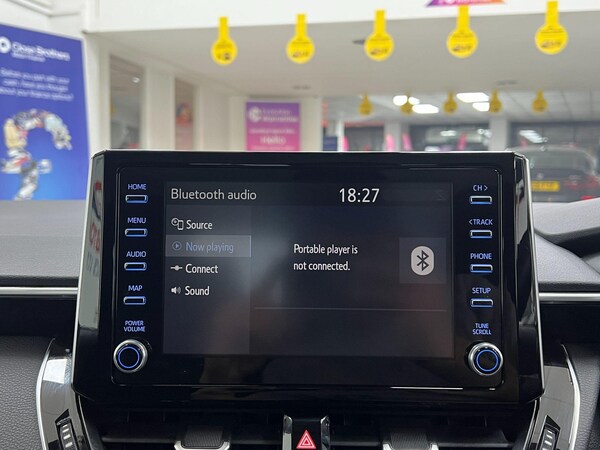 Close Brothers
HOME
MENU
AUDIO
MAP
POWER
VOLUME
Bluetooth audio
18:27
Source
Now playing
Connect
Sound
Portable player is
not connected.
CH >
< TRACK
PHONE
SETUP
TUNE
SCROLL